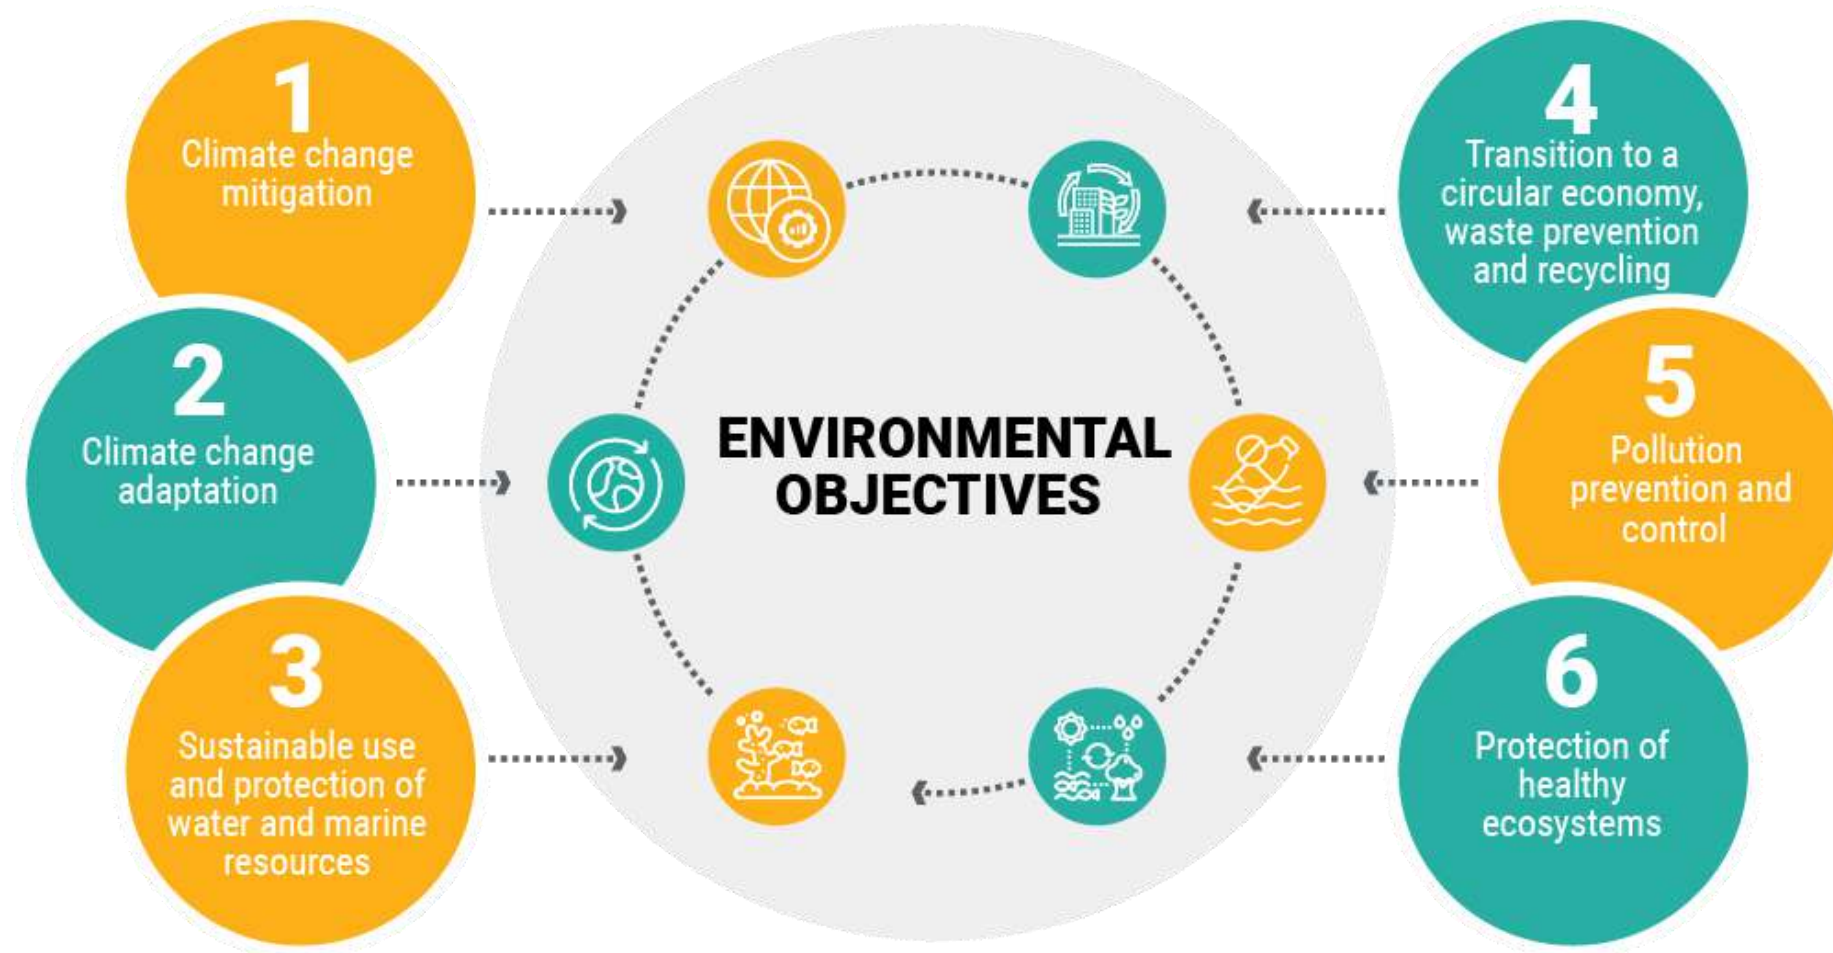 1
Climate change
mitigation
2
Climate change
adaptation
3
Sustainable use
and protection of
water and marine
resources
ENVIRONMENTAL
OBJECTIVES
4
Transition to a
circular economy,
waste prevention
and recycling
5
Pollution
prevention and
control
6
Protection of
healthy
ecosystems